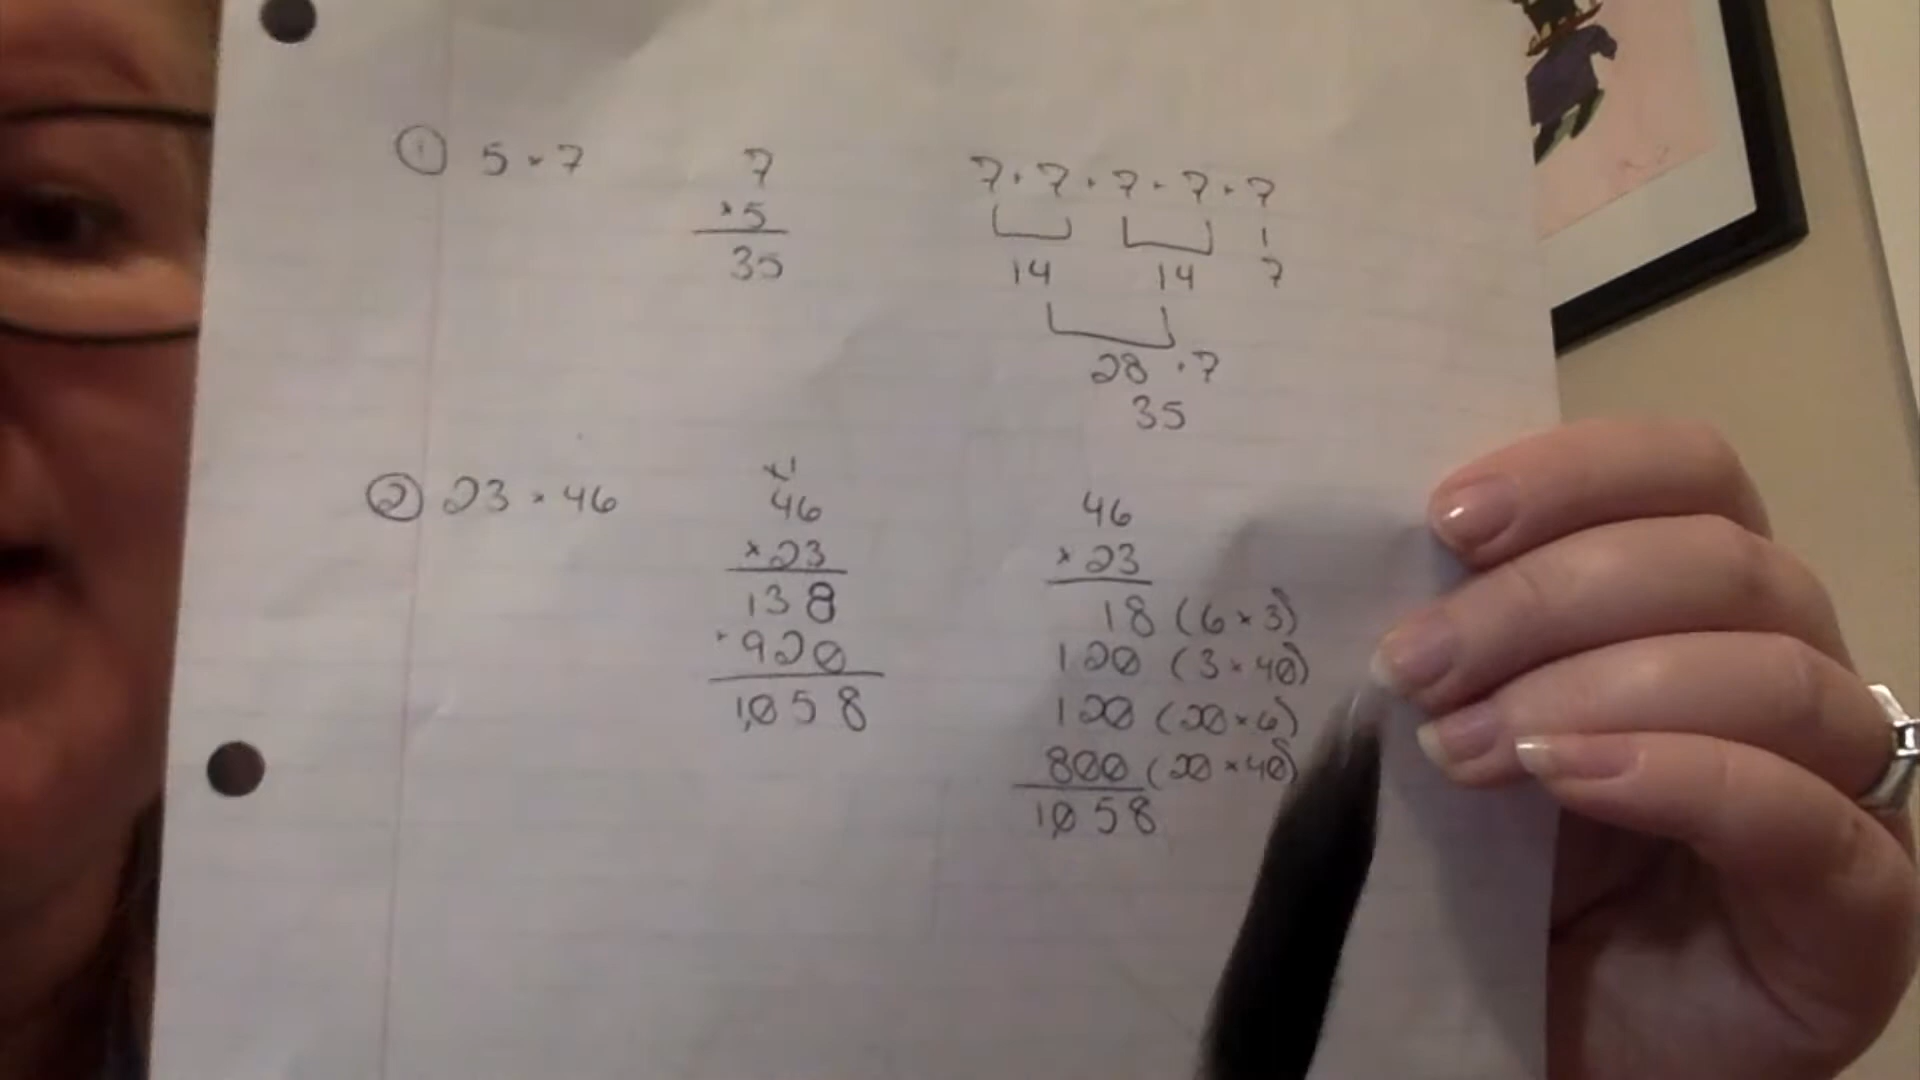 ① 5 × 7
7
× 5
35
7 + 7 + 7 + 7 + 7
14 14 7
28 + 7
35
② 23 × 46
1
46
× 23
138
+ 920
1,058
46
× 23
18 (6 × 3)
120 (3 × 40)
120 (20 × 6)
800 (20 × 40)
1,058